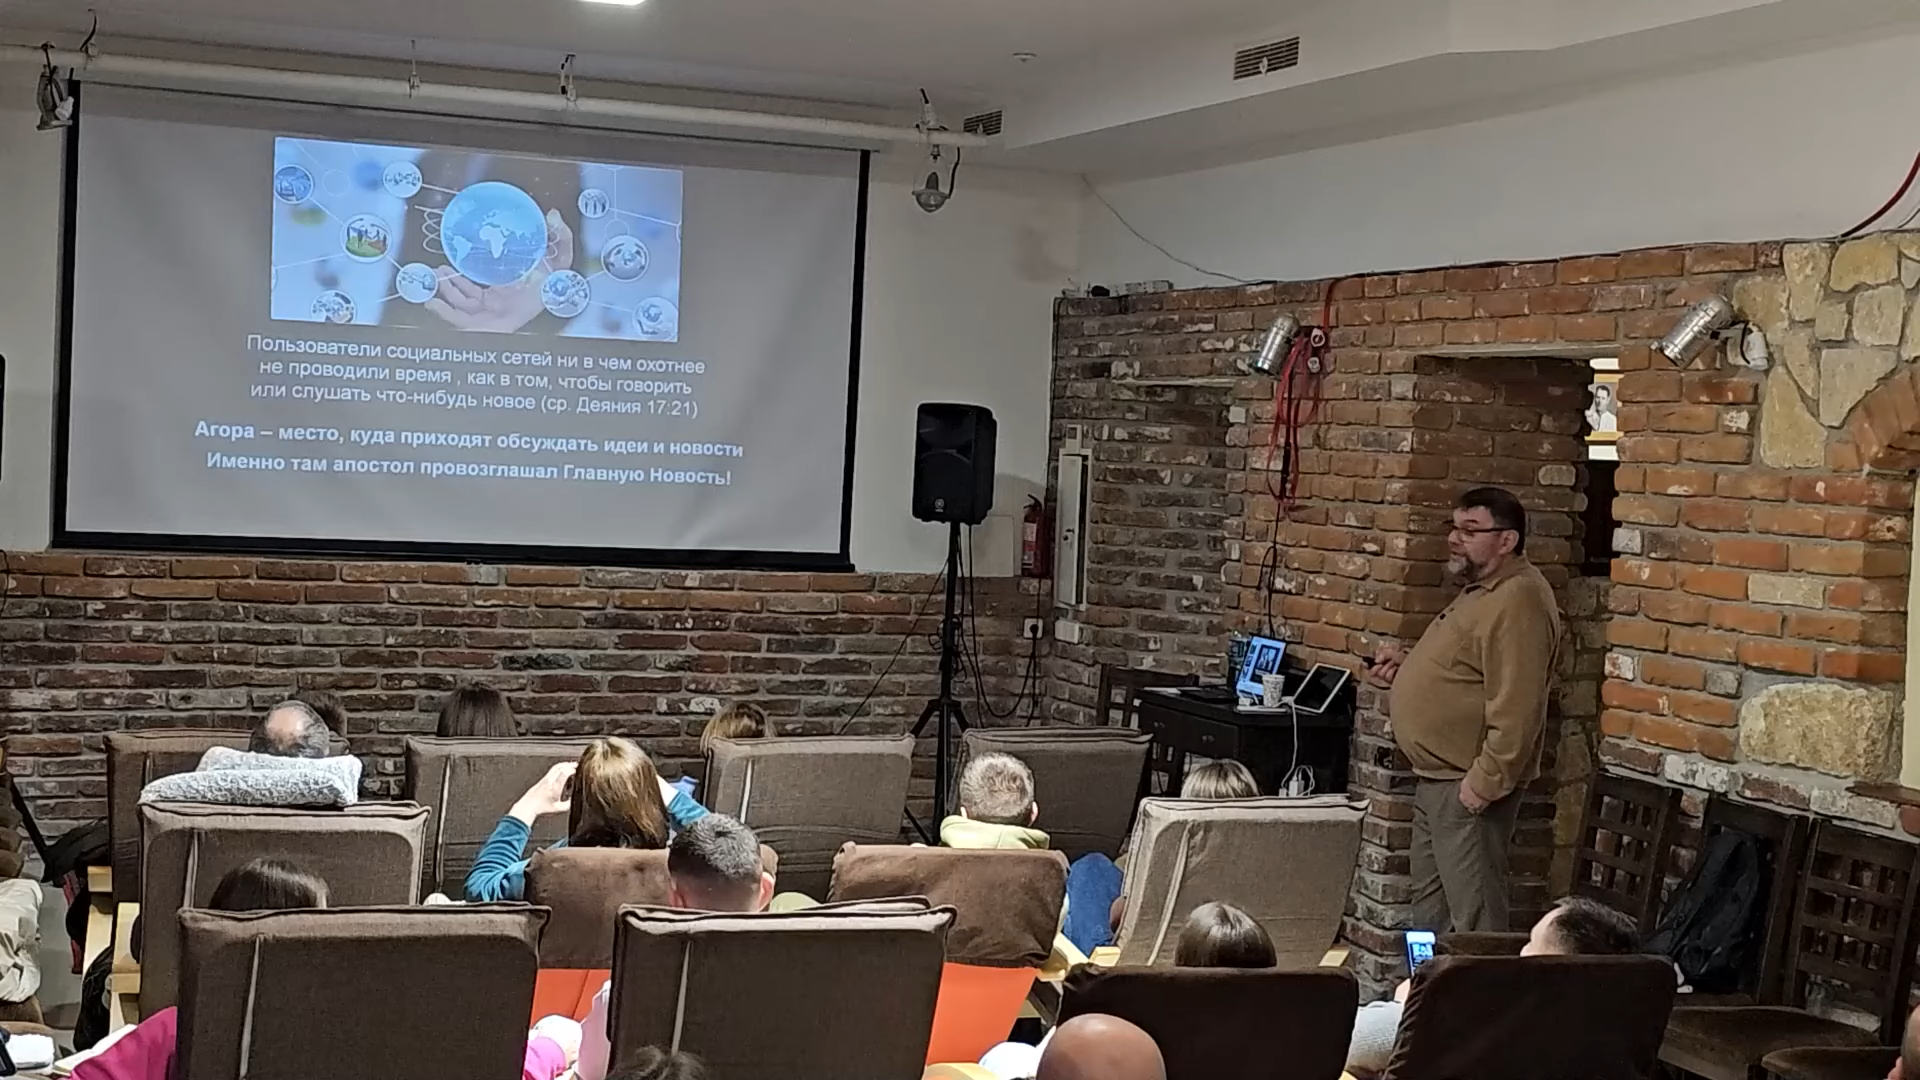 Пользователи социальных сетей ни в чем охотнее
не проводили время , как в том, чтобы говорить
или слушать что-нибудь новое (ср. Деяния 17:21)
Агора – место, куда приходят обсуждать идеи и новости
Именно там апостол провозглашал Главную Новость!